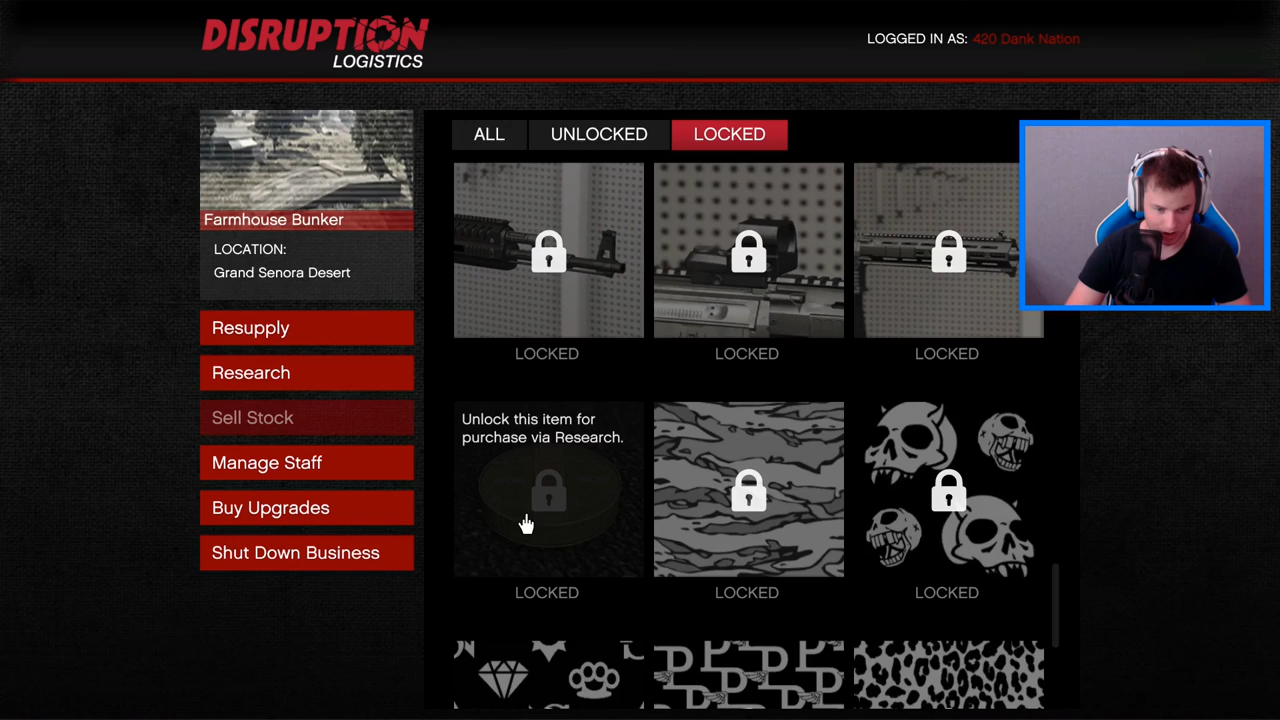 DISRUPTION
LOGISTICS
LOGGED IN AS: 420 Dank Nation
Farmhouse Bunker
LOCATION:
Grand Senora Desert
Resupply
Research
Sell Stock
Manage Staff
Buy Upgrades
Shut Down Business
ALL
UNLOCKED
LOCKED
LOCKED
LOCKED
LOCKED
Unlock this item for
purchase via Research.
LOCKED
LOCKED
LOCKED